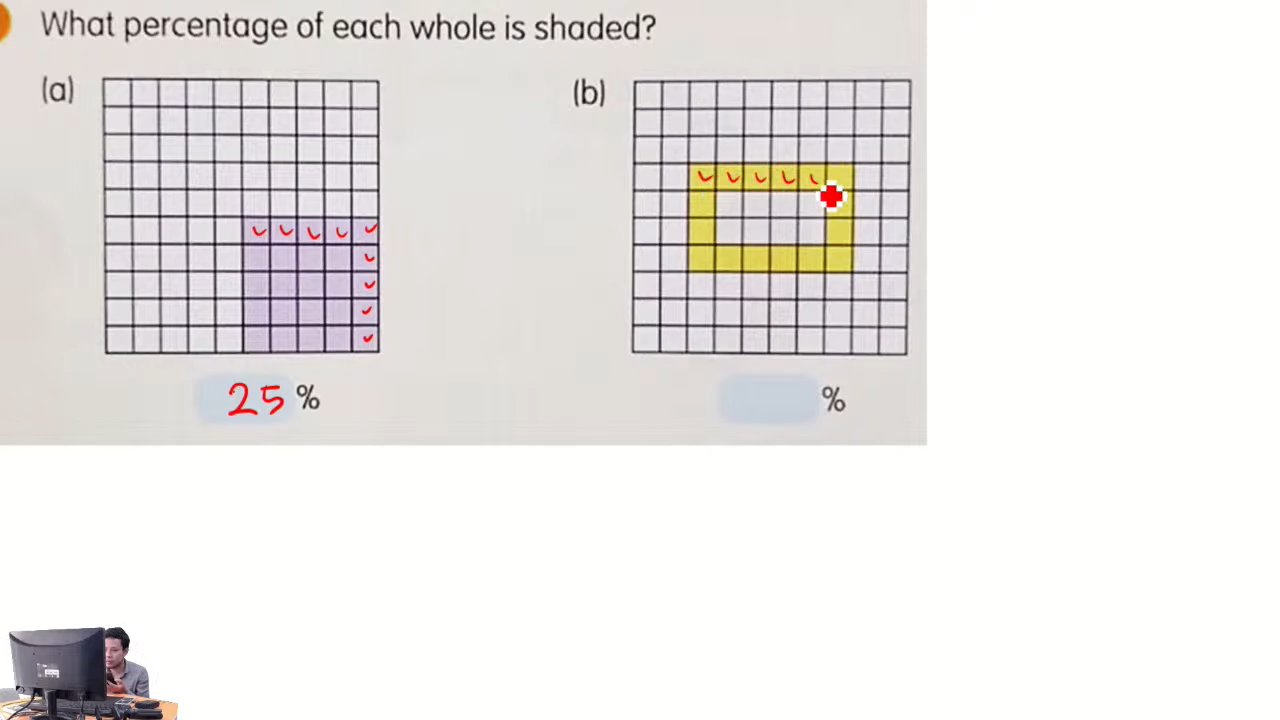 What percentage of each whole is shaded?
(a)
(b)
25 %
%